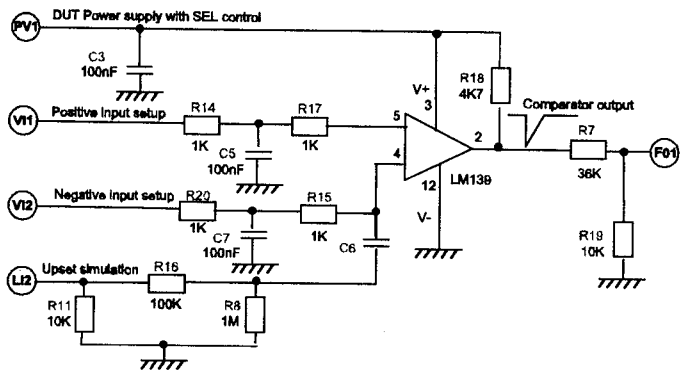 PV1
DUT Power supply with SEL control
C3
100nF
R18
4K7
V+
3
VI1
Positive input setup
R14
1K
R17
1K
C5
100nF
5
4
2
12
LM139
V-
Comparator output
R7
36K
F01
R19
10K
VI2
Negative input setup
R20
1K
R15
1K
C7
100nF
C6
LI2
Upset simulation
R16
100K
R11
10K
R8
1M